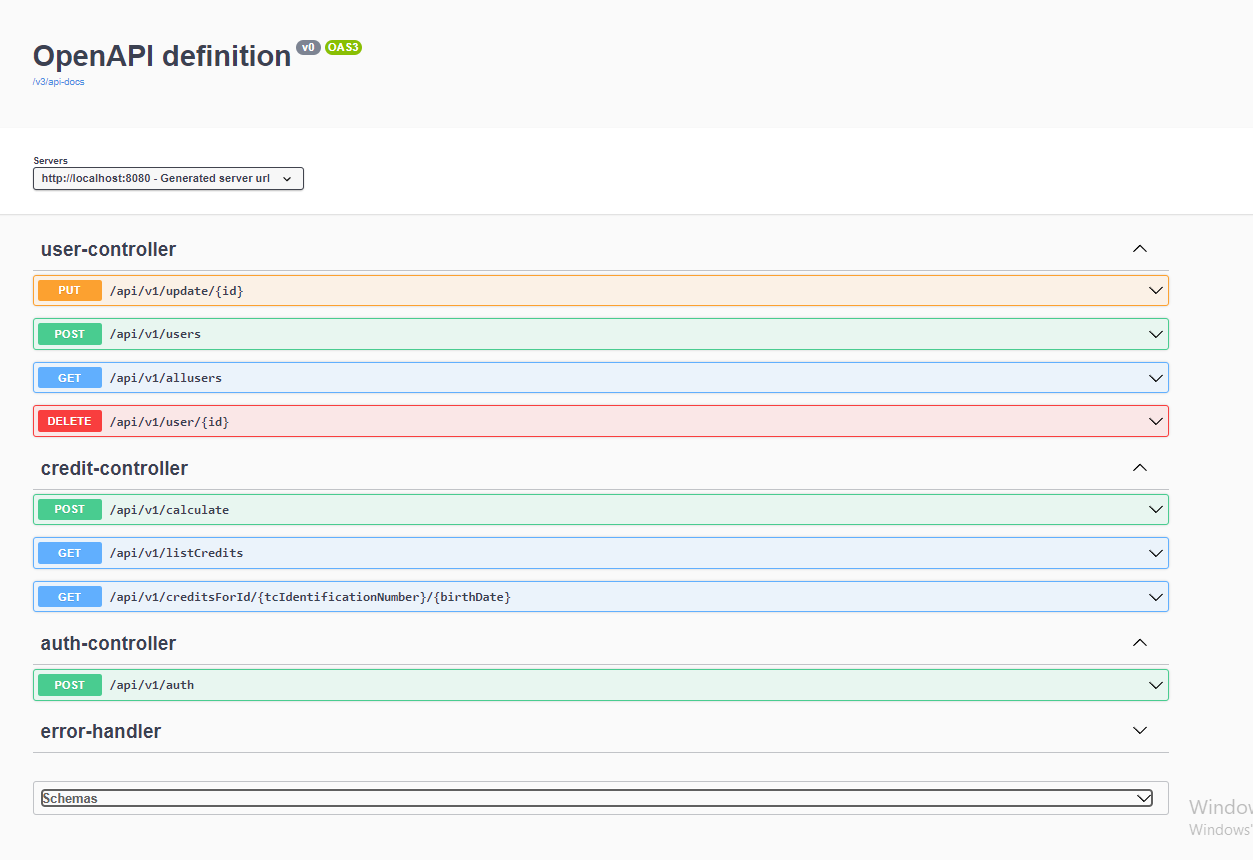 OpenAPI definition v0 OAS3
/v3/api-docs
Servers
http://localhost:8080 - Generated server url
user-controller
PUT /api/v1/update/{id}
POST /api/v1/users
GET /api/v1/allusers
DELETE /api/v1/user/{id}
credit-controller
POST /api/v1/calculate
GET /api/v1/listCredits
GET /api/v1/creditsForId/{tcIdentificationNumber}/{birthDate}
auth-controller
POST /api/v1/auth
error-handler
Schemas
Window
Windows'